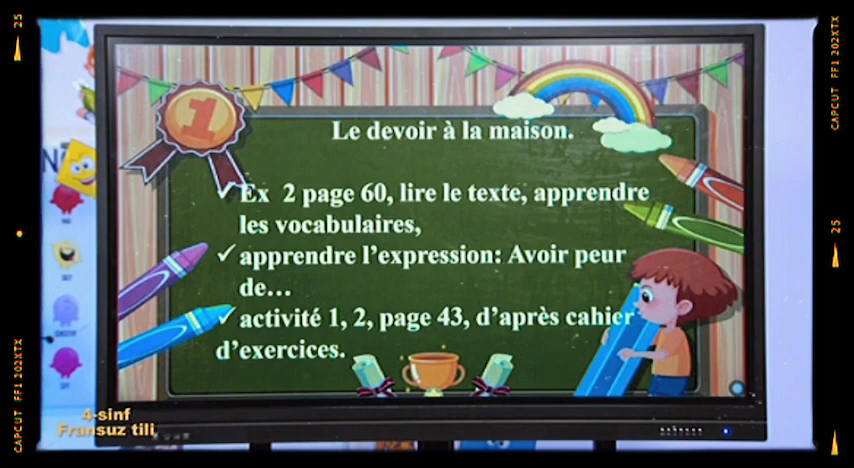 25
CAPCUT FF1 202XTX
25
CAPCUT FF1 202XTX
1
Le devoir à la maison.
✓ Ex 2 page 60, lire le texte, apprendre
les vocabulaires,
✓ apprendre l’expression: Avoir peur
de…
✓ activité 1, 2, page 43, d’après cahier
d’exercices.
4-sinf
Fransuz tili